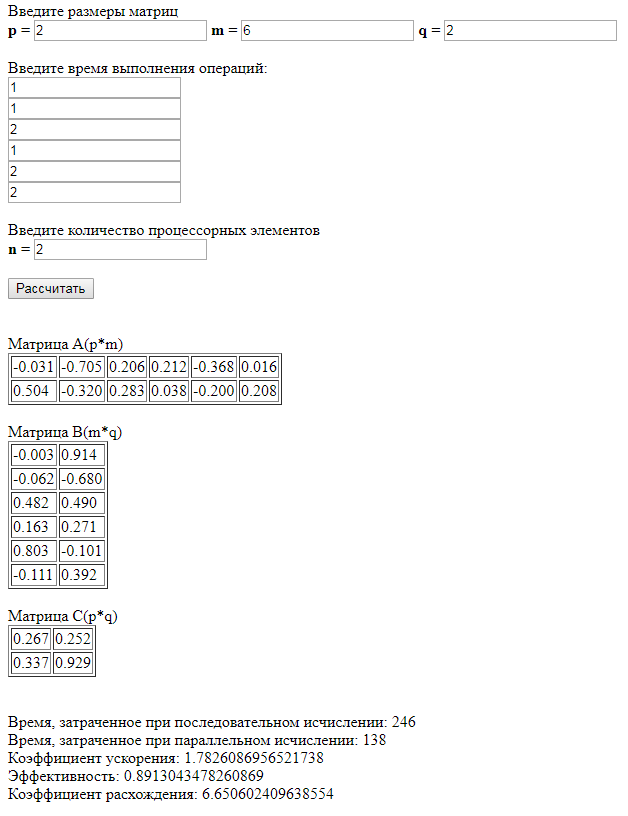 Введите размеры матриц
p = 2 m = 6 q = 2
Введите время выполнения операций:
1
1
2
1
2
2
Введите количество процессорных элементов
n = 2
Рассчитать
Матрица A(p*m)
-0.031 -0.705 0.206 0.212 -0.368 0.016
0.504 -0.320 0.283 0.038 -0.200 0.208
Матрица B(m*q)
-0.003 0.914
-0.062 -0.680
0.482 0.490
0.163 0.271
0.803 -0.101
-0.111 0.392
Матрица C(p*q)
0.267 0.252
0.337 0.929
Время, затраченное при последовательном исчислении: 246
Время, затраченное при параллельном исчислении: 138
Коэффициент ускорения: 1.7826086956521738
Эффективность: 0.8913043478260869
Коэффициент расхождения: 6.650602409638554